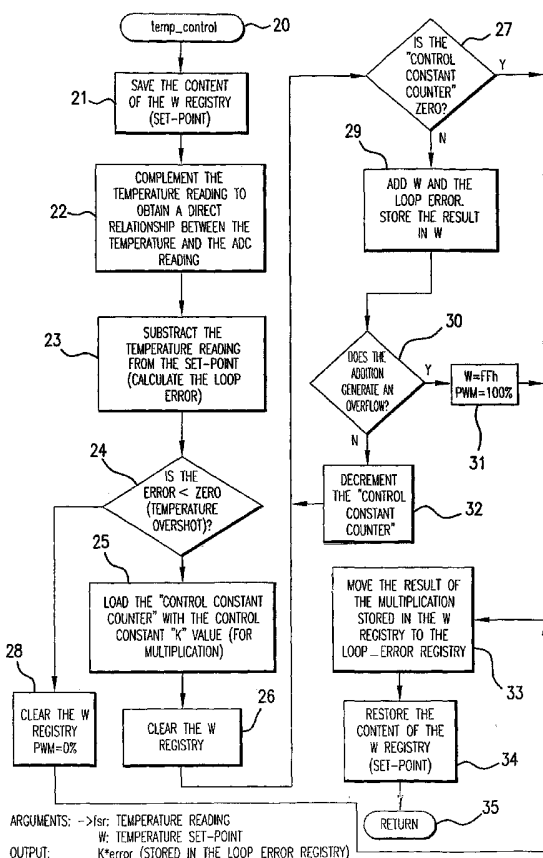 temp_control
20
21
SAVE THE CONTENT
OF THE W REGISTRY
(SET-POINT)
22
COMPLEMENT THE
TEMPERATURE READING TO
OBTAIN A DIRECT
RELATIONSHIP BETWEEN THE
TEMPERATURE AND THE ADC
READING
23
SUBSTRACT THE
TEMPERATURE READING
FROM THE SET-POINT
(CALCULATE THE LOOP
ERROR)
24
IS THE
ERROR < ZERO
(TEMPERATURE
OVERSHOT)?
25
LOAD THE "CONTROL CONSTANT
COUNTER" WITH THE CONTROL
CONSTANT "K" VALUE (FOR
MULTIPLICATION)
28
CLEAR THE W
REGISTRY
PWM=0%
26
CLEAR THE W
REGISTRY
27
IS THE
"CONTROL
CONSTANT
COUNTER"
ZERO?
Y
N
29
ADD W AND THE
LOOP ERROR.
STORE THE RESULT
IN W
30
DOES THE
ADDITION
GENERATE AN
OVERFLOW?
Y
N
W=FFh
PWM=100%
31
DECREMENT
THE "CONTROL
CONSTANT
COUNTER"
32
MOVE THE RESULT OF
THE MULTIPLICATION
STORED IN THE W
REGISTRY TO THE
LOOP_ERROR REGISTRY
33
RESTORE THE
CONTENT OF THE
W REGISTRY
(SET-POINT)
34
RETURN
35
ARGUMENTS: ->fsr: TEMPERATURE READING
W: TEMPERATURE SET-POINT
OUTPUT: K*error (STORED IN THE LOOP ERROR REGISTRY)